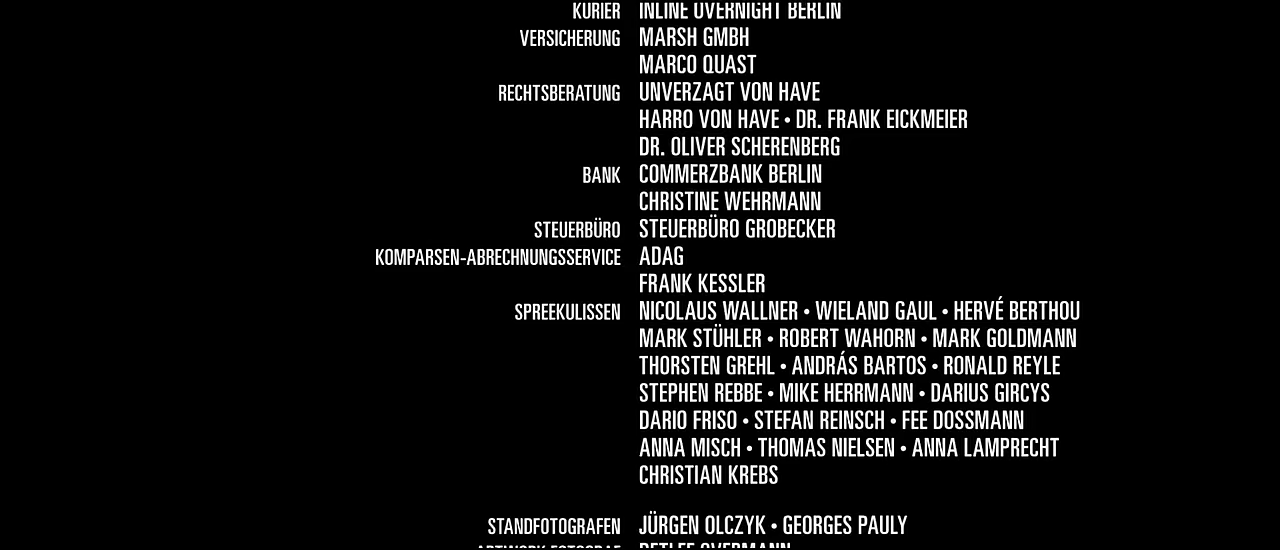 KURIER INLINE OVERNIGHT BERLIN
VERSICHERUNG MARSH GMBH
MARCO QUAST
RECHTSBERATUNG UNVERZAGT VON HAVE
HARRO VON HAVE • DR. FRANK EICKMEIER
DR. OLIVER SCHERENBERG
BANK COMMERZBANK BERLIN
CHRISTINE WEHRMANN
STEUERBÜRO STEUERBÜRO GROBECKER
KOMPARSEN-ABRECHNUNGSSERVICE ADAG
FRANK KESSLER
SPREEKULISSEN NICOLAUS WALLNER • WIELAND GAUL • HERVÉ BERTHOU
MARK STÜHLER • ROBERT WAHORN • MARK GOLDMANN
THORSTEN GREHL • ANDRÁS BARTOS • RONALD REYLE
STEPHEN REBBE • MIKE HERRMANN • DARIUS GIRCYS
DARIO FRISO • STEFAN REINSCH • FEE DOSSMANN
ANNA MISCH • THOMAS NIELSEN • ANNA LAMPRECHT
CHRISTIAN KREBS
STANDFOTOGRAFEN JÜRGEN OLCZYK • GEORGES PAULY